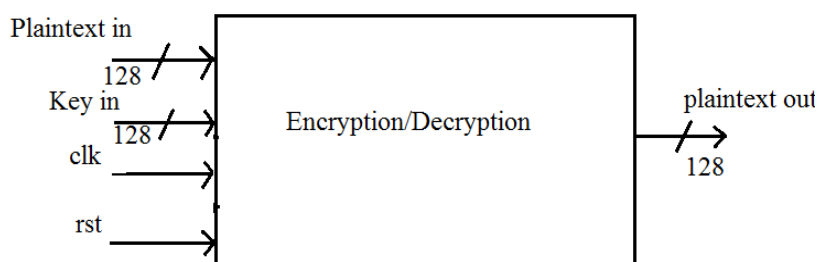 Plaintext in
128
Key in
128
clk
rst
Encryption/Decryption
plaintext out
128